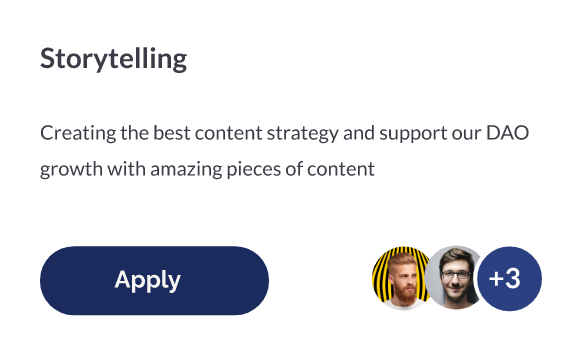 Storytelling
Creating the best content strategy and support our DAO
growth with amazing pieces of content
Apply
+3